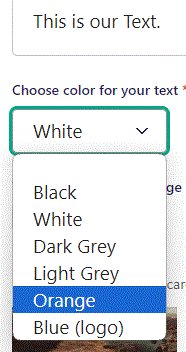 This is our Text.
Choose color for your text *
White
Black
White
Dark Grey
Light Grey
Orange
Blue (logo)